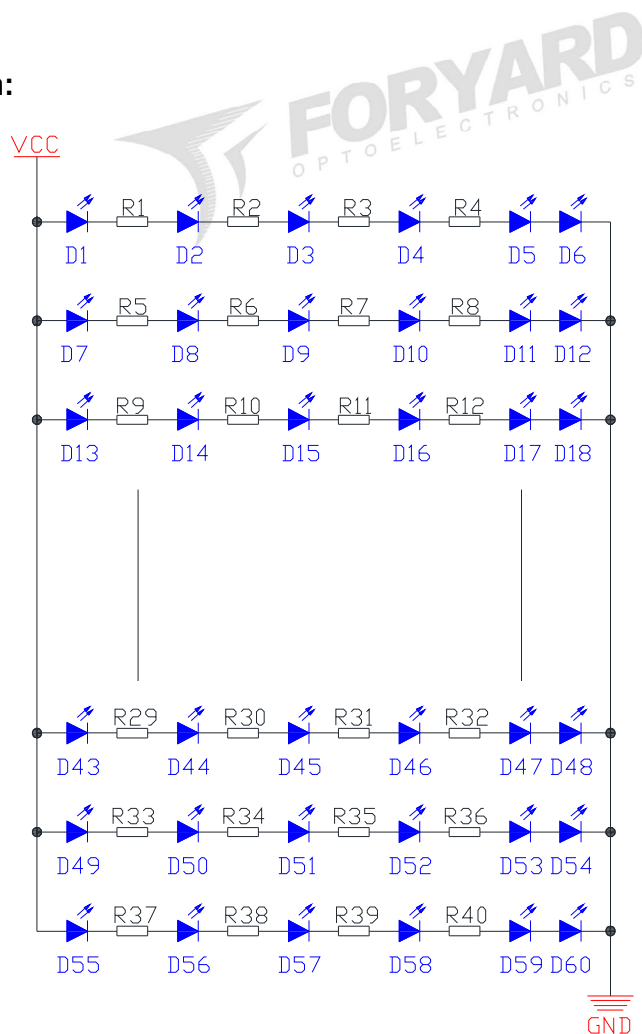 n:
FORYARD
OPTOELECTRONICS
VCC
R1 R2 R3 R4
D1 D2 D3 D4 D5 D6
R5 R6 R7 R8
D7 D8 D9 D10 D11 D12
R9 R10 R11 R12
D13 D14 D15 D16 D17 D18
R29 R30 R31 R32
D43 D44 D45 D46 D47 D48
R33 R34 R35 R36
D49 D50 D51 D52 D53 D54
R37 R38 R39 R40
D55 D56 D57 D58 D59 D60
GND